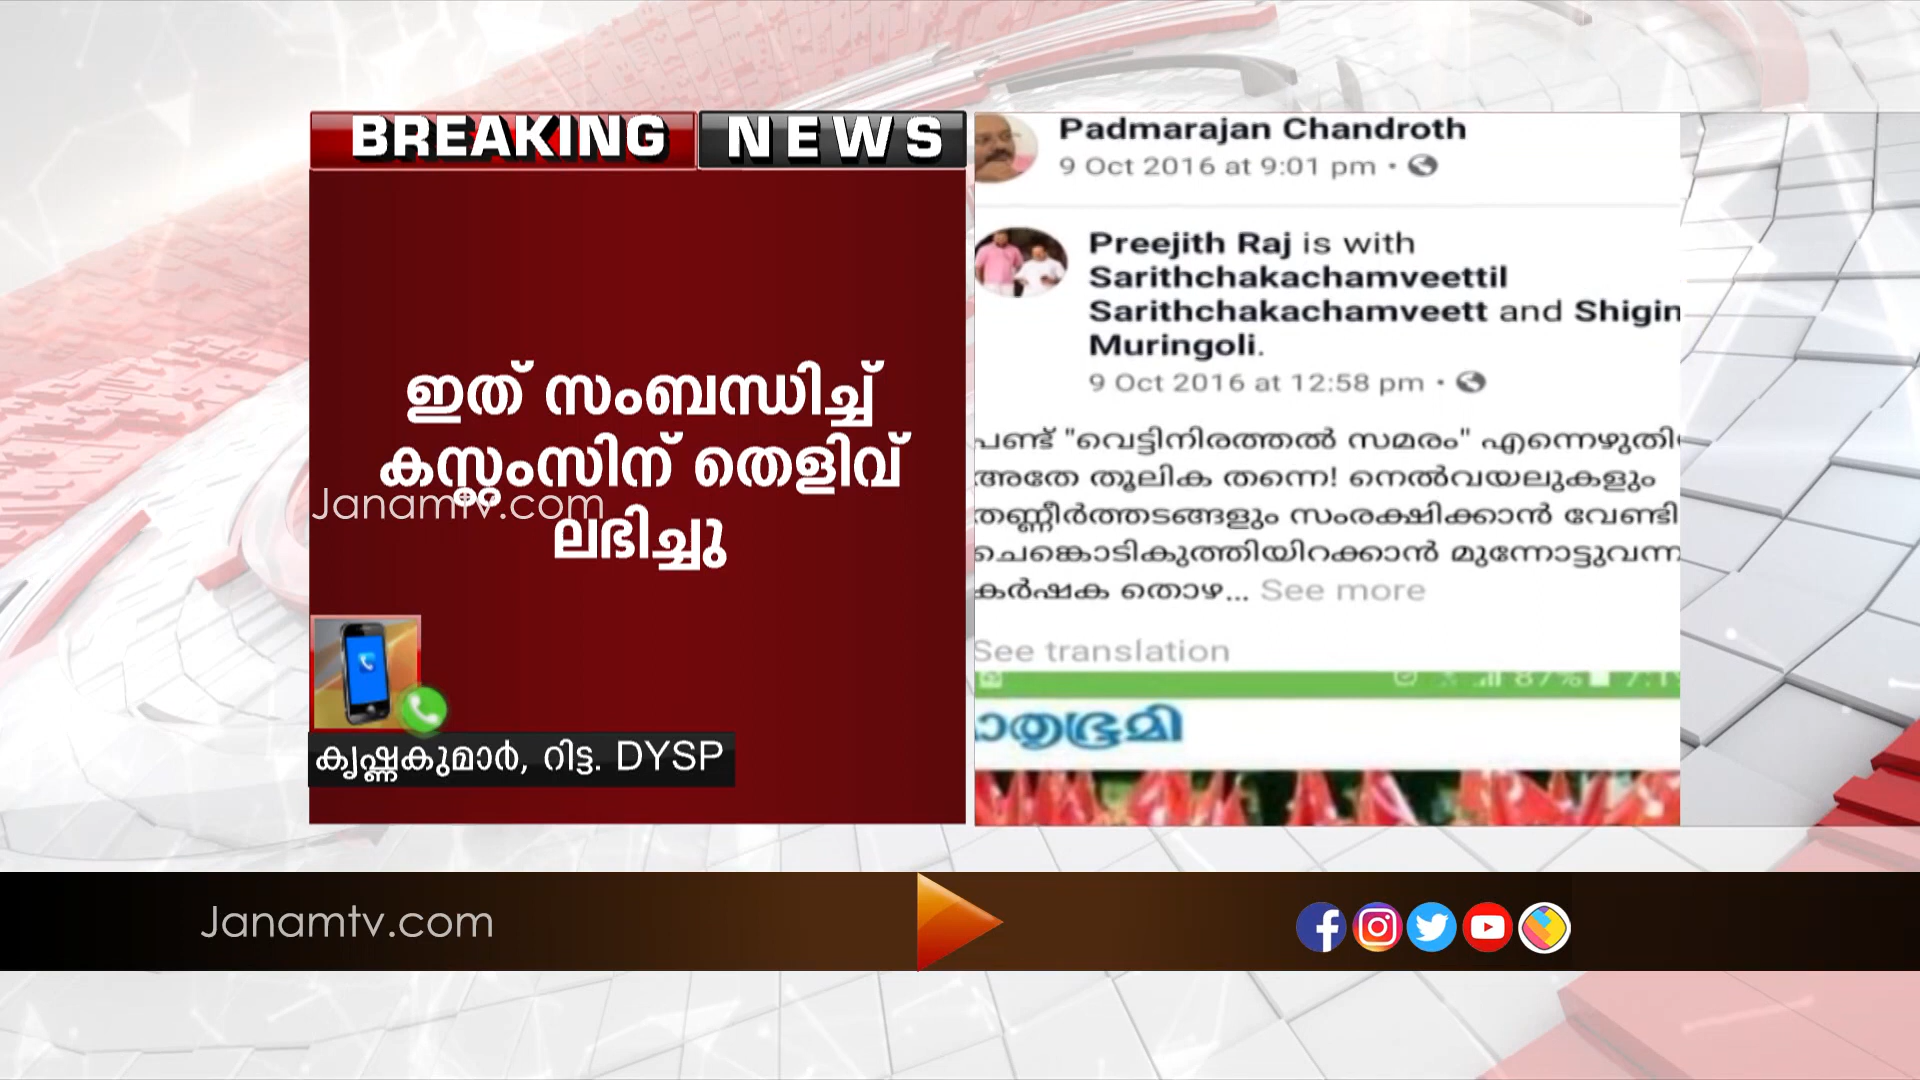 BREAKING NEWS
ഇത് സംബന്ധിച്ച്
കസ്റ്റംസിന് തെളിവ്
ലഭിച്ചു
Janamtv.com
കൃഷ്ണകുമാർ, റിട്ട. DYSP
Padmarajan Chandroth
9 Oct 2016 at 9:01 pm •
Preejith Raj is with
Sarithchakachamveettil
Sarithchakachamveett and Shigin
Muringoli.
9 Oct 2016 at 12:58 pm •
പണ്ട് "വെട്ടിനിരത്തൽ സമരം"
അതേ തൂലിക തന്നെ! നെൽവയലുകളും
തണ്ണീർത്തടങ്ങളും സംരക്ഷിക്കാൻ വേണ്ടി
ചെങ്കൊടികുത്തിയിറക്കാൻ മുന്നോട്ടുവന്ന
കർഷക തൊഴ... See more
See translation
87%
Janamtv.com